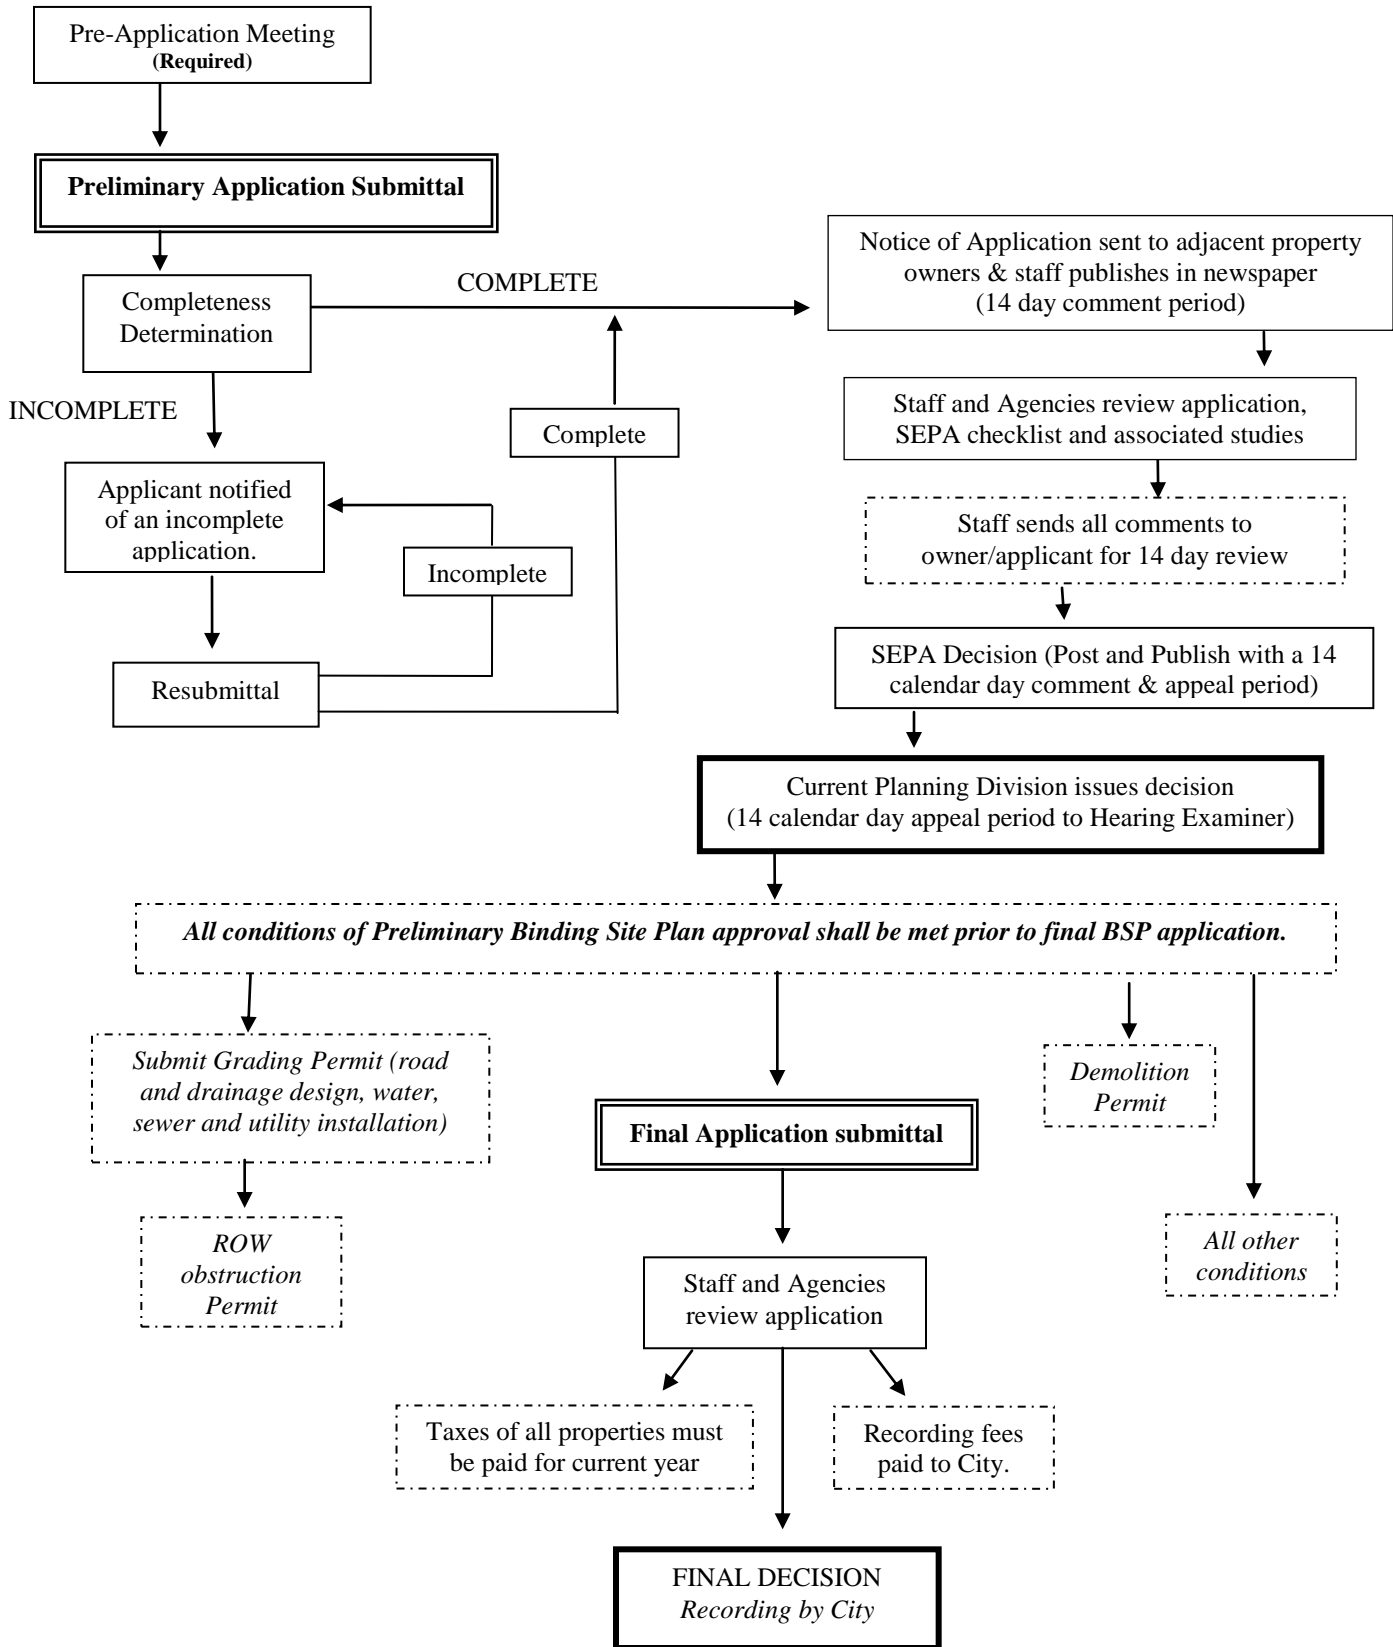 Pre-Application Meeting
(Required)
Preliminary Application Submittal
Completeness
Determination
COMPLETE
INCOMPLETE
Applicant notified
of an incomplete
application.
Incomplete
Complete
Resubmittal
Notice of Application sent to adjacent property
owners & staff publishes in newspaper
(14 day comment period)
Staff and Agencies review application,
SEPA checklist and associated studies
Staff sends all comments to
owner/applicant for 14 day review
SEPA Decision (Post and Publish with a 14
calendar day comment & appeal period)
Current Planning Division issues decision
(14 calendar day appeal period to Hearing Examiner)
All conditions of Preliminary Binding Site Plan approval shall be met prior to final BSP application.
Submit Grading Permit (road
and drainage design, water,
sewer and utility installation)
ROW
obstruction
Permit
Final Application submittal
Demolition
Permit
All other
conditions
Staff and Agencies
review application
Taxes of all properties must
be paid for current year
Recording fees
paid to City.
FINAL DECISION
Recording by City